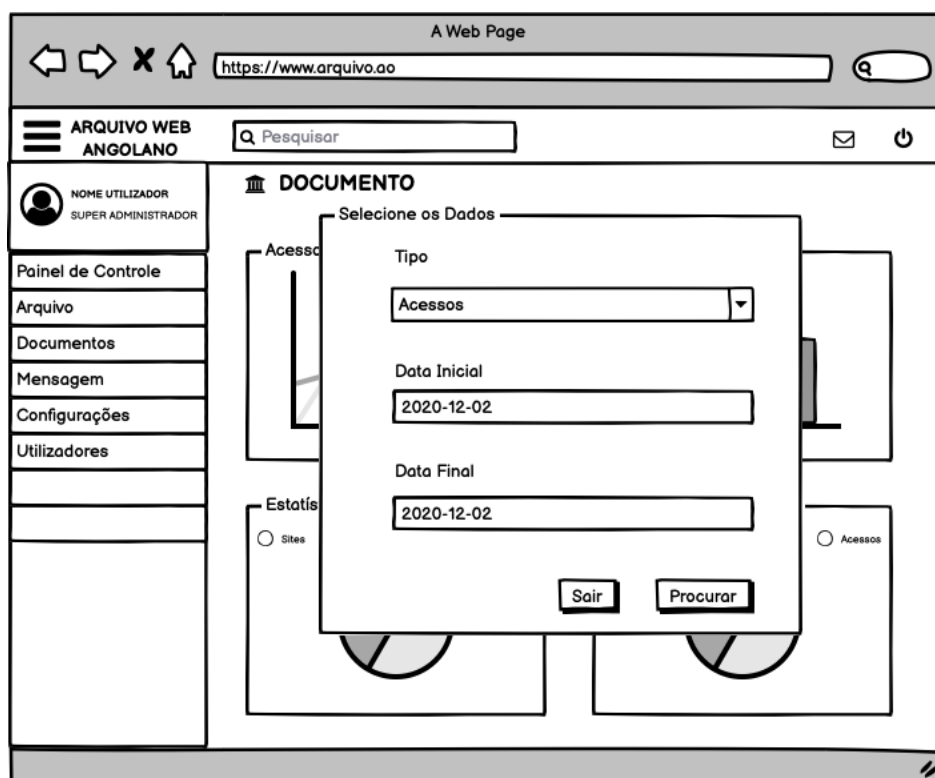 A Web Page
https://www.arquivo.ao
ARQUIVO WEB
ANGOLANO
Pesquisar
NOME UTILIZADOR
SUPER ADMINISTRADOR
Painel de Controle
Arquivo
Documentos
Mensagem
Configurações
Utilizadores
DOCUMENTO
Selecione os Dados
Acesso
Tipo
Acessos
Data Inicial
2020-12-02
Data Final
2020-12-02
Estatís
Sites
Acessos
Sair
Procurar